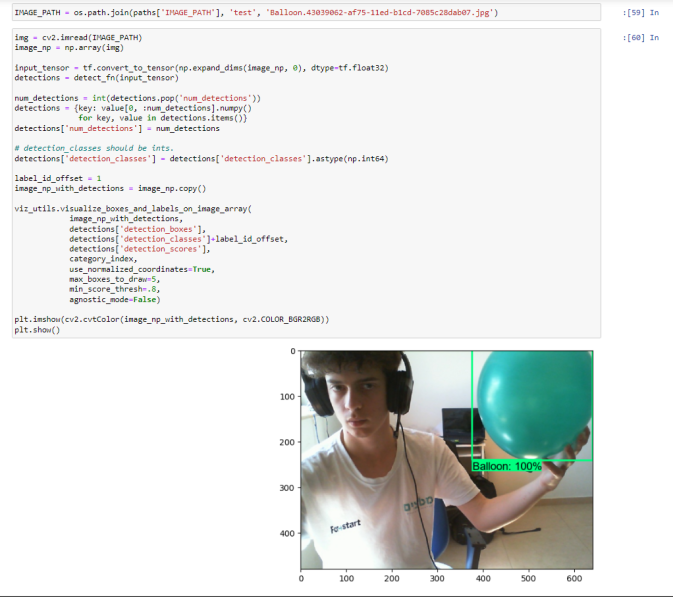 IMAGE_PATH = os.path.join(paths['IMAGE_PATH'], 'test', 'Balloon.43039062-af75-11ed-b1cd-7085c28dab07.jpg')
:[59] In
img = cv2.imread(IMAGE_PATH)
:[60] In
image_np = np.array(img)
input_tensor = tf.convert_to_tensor(np.expand_dims(image_np, 0), dtype=tf.float32)
detections = detect_fn(input_tensor)
num_detections = int(detections.pop('num_detections'))
detections = {key: value[0, :num_detections].numpy()
for key, value in detections.items()}
detections['num_detections'] = num_detections
# detection_classes should be ints.
detections['detection_classes'] = detections['detection_classes'].astype(np.int64)
label_id_offset = 1
image_np_with_detections = image_np.copy()
viz_utils.visualize_boxes_and_labels_on_image_array(
image_np_with_detections,
detections['detection_boxes'],
detections['detection_classes']+label_id_offset,
detections['detection_scores'],
category_index,
use_normalized_coordinates=True,
max_boxes_to_draw=5,
min_score_thresh=.8,
agnostic_mode=False)
plt.imshow(cv2.cvtColor(image_np_with_detections, cv2.COLOR_BGR2RGB))
plt.show()
0
100
200
Balloon: 100%
300
400
0 100 200 300 400 500 600